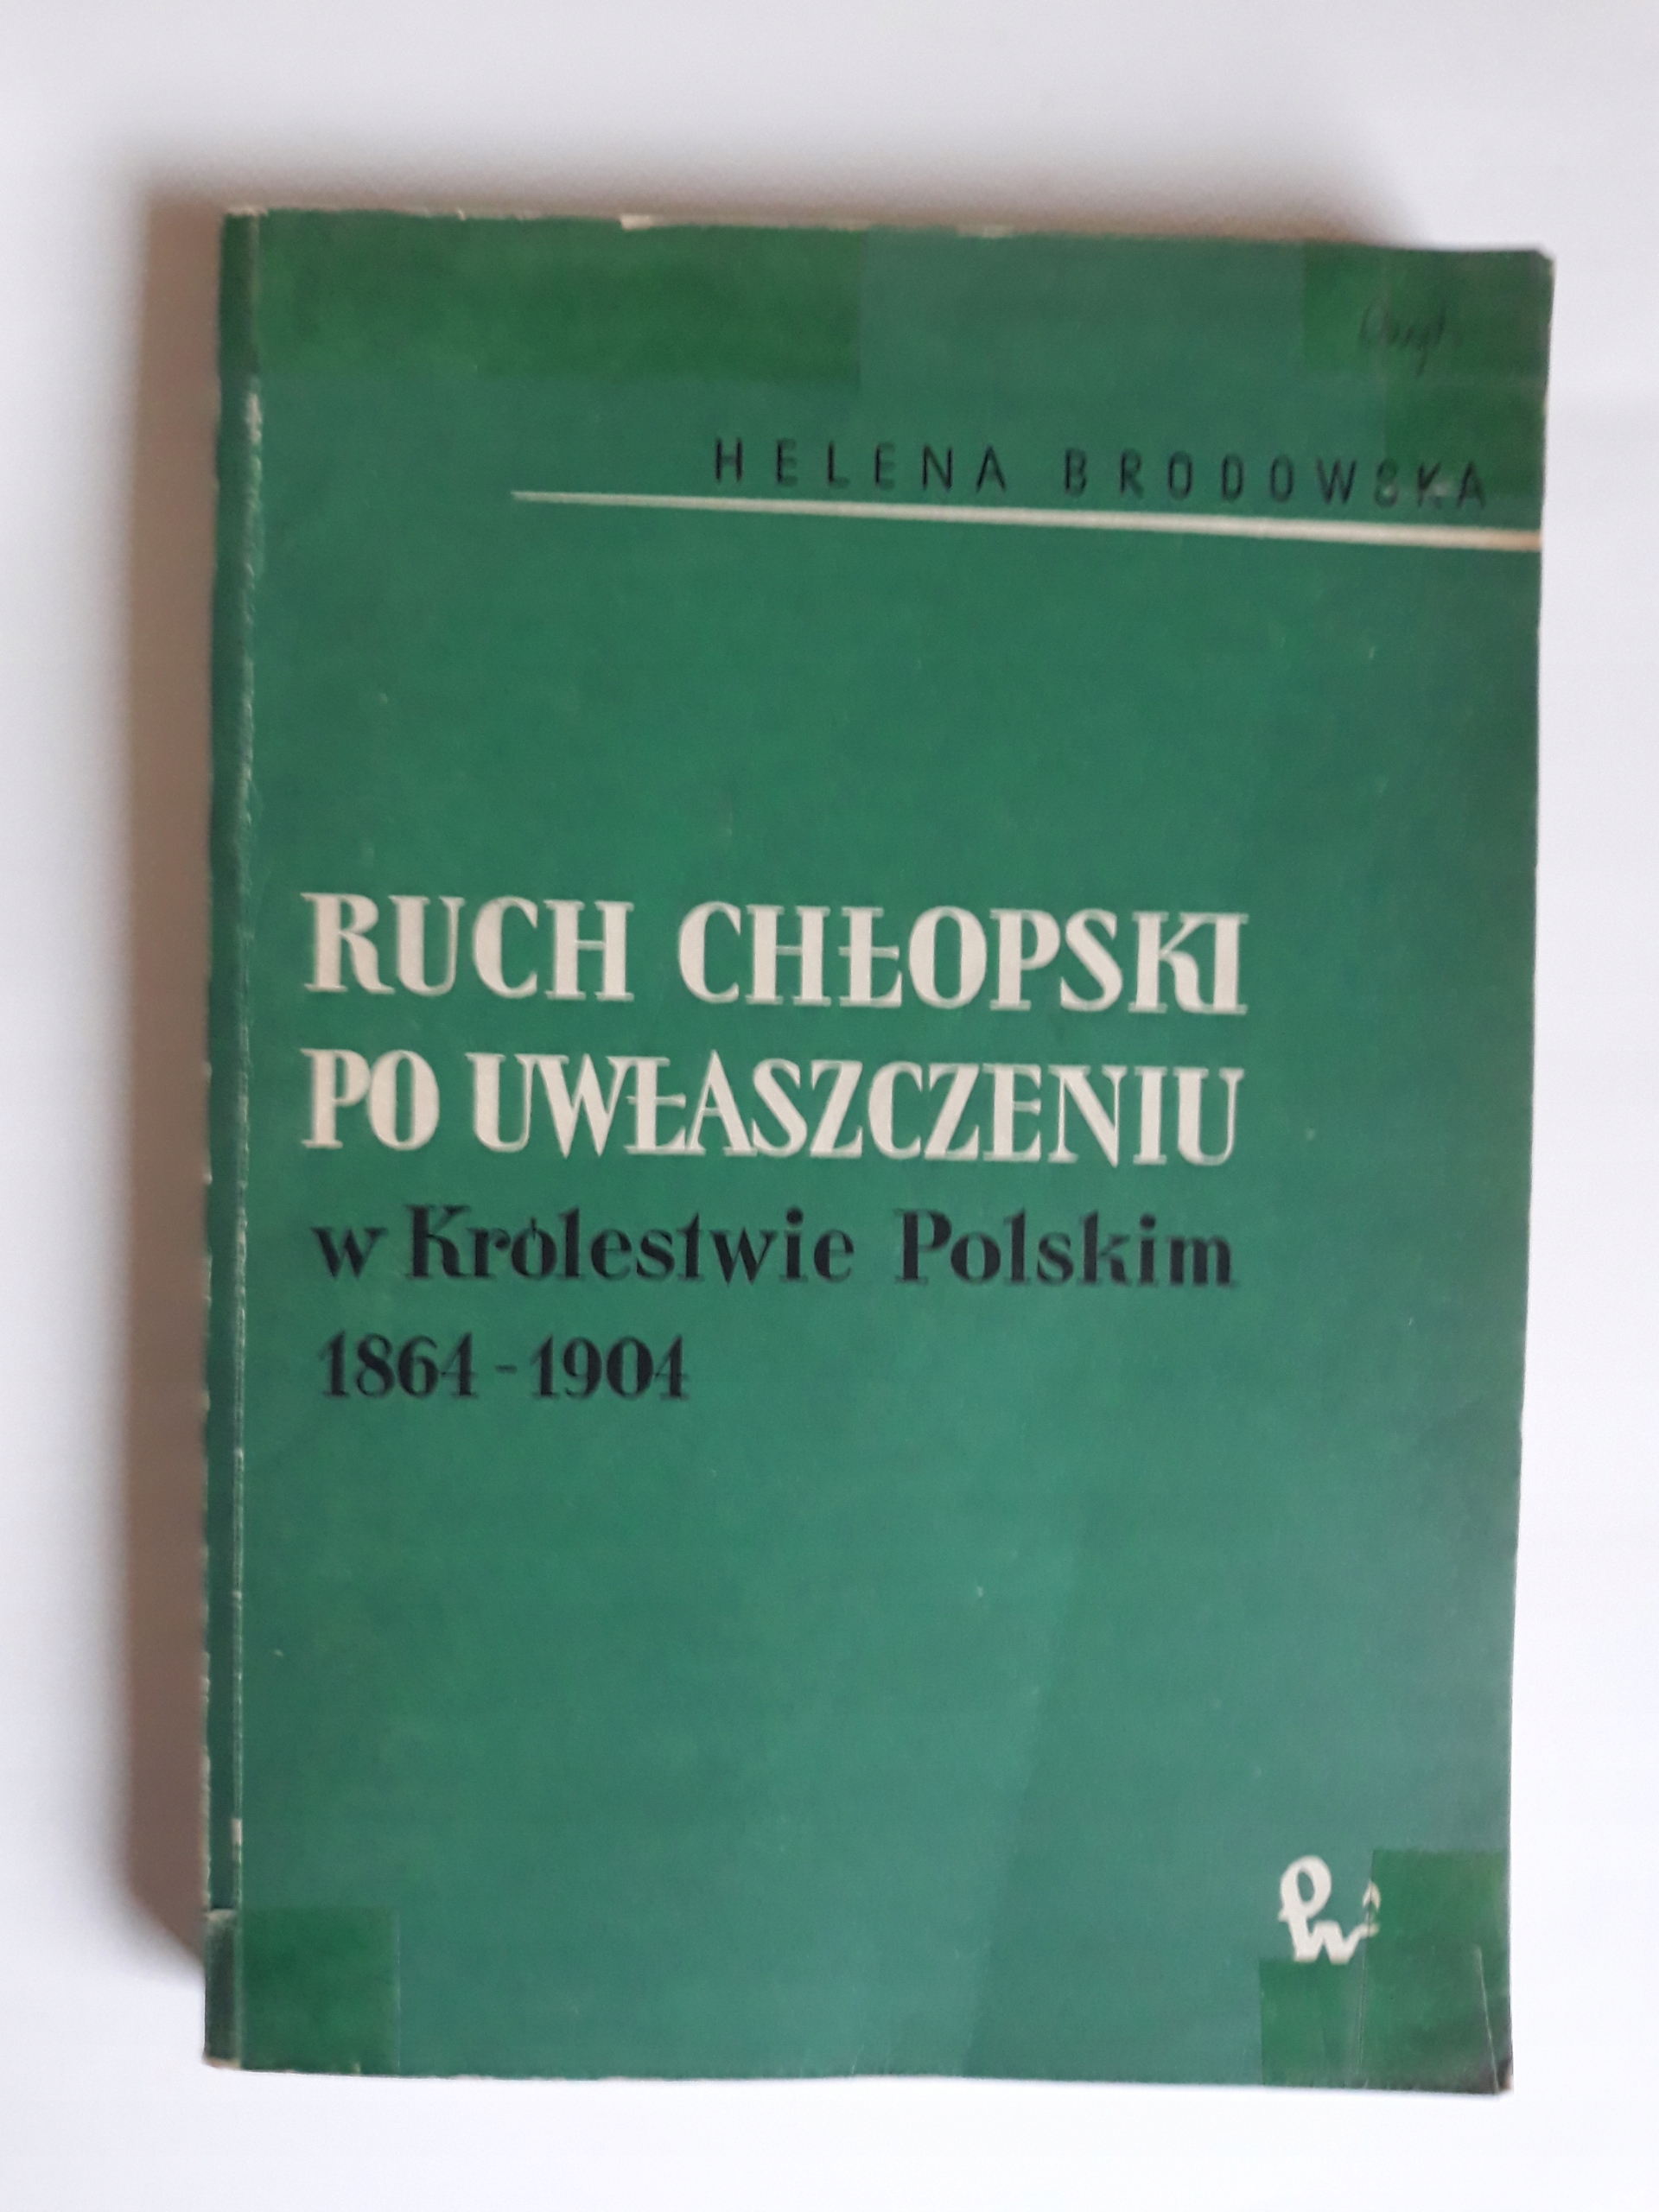 HELENA BRODOWSKA
RUCH CHŁOPSKI
PO UWŁASZCZENIU
w Królestwie Polskim
1864-1904